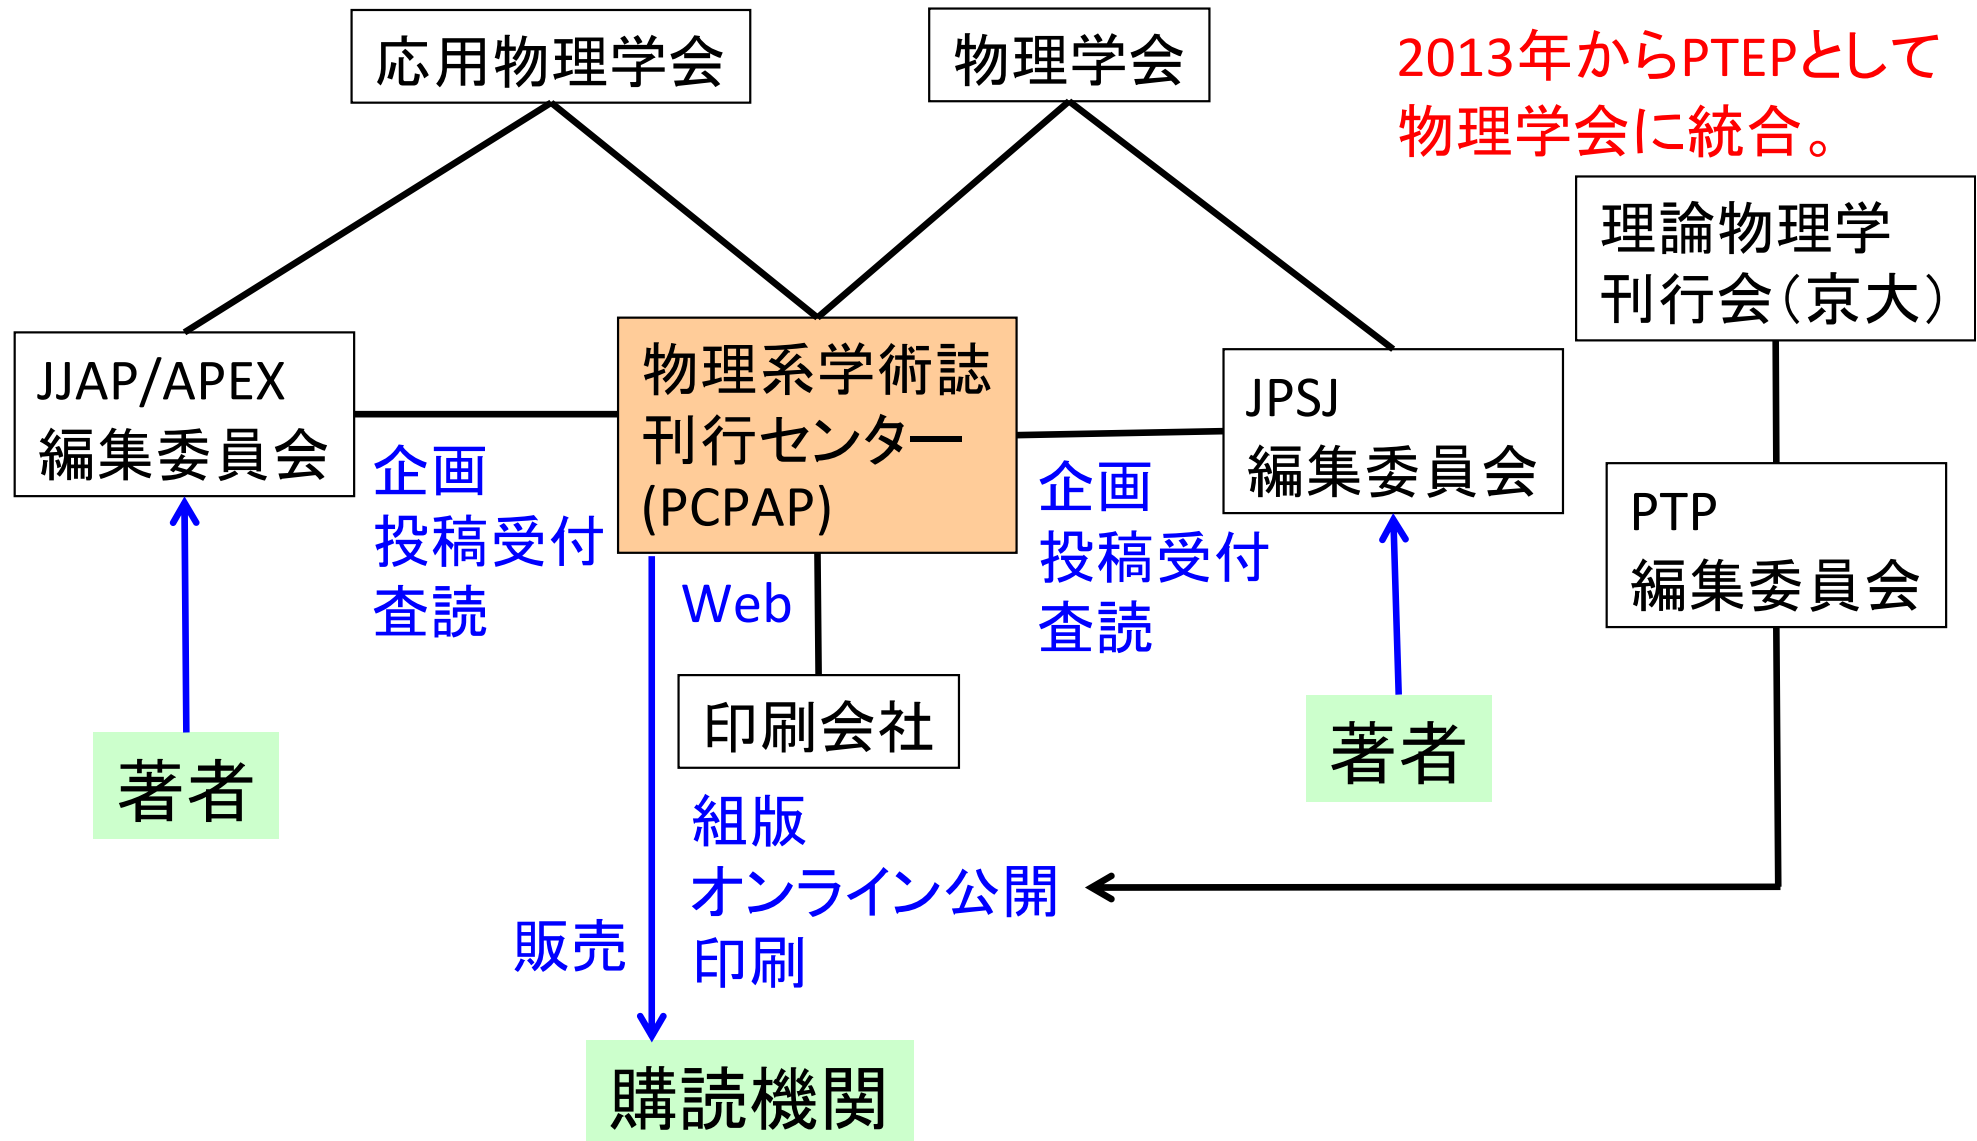 応用物理学会
物理学会
2013年からPTEPとして
物理学会に統合。
理論物理学
刊行会（京大）
JJAP/APEX
編集委員会
物理系学術誌
刊行センター
(PCPAP)
JPSJ
編集委員会
企画
投稿受付
査読
企画
投稿受付
査読
PTP
編集委員会
Web
印刷会社
著者
著者
組版
オンライン公開
印刷
販売
購読機関